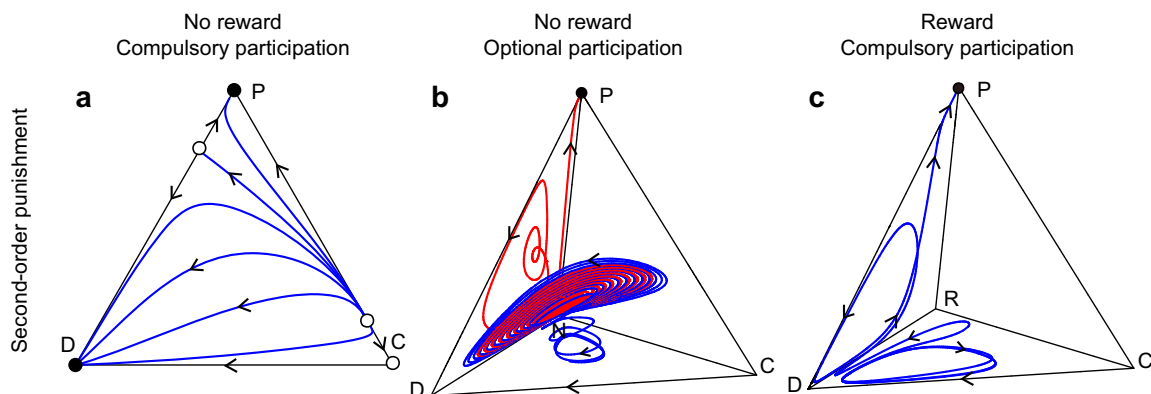 No reward
Compulsory participation
No reward
Optional participation
Reward
Compulsory participation
Second-order punishment
a
P
D
C
b
P
N
D
C
c
P
R
D
C